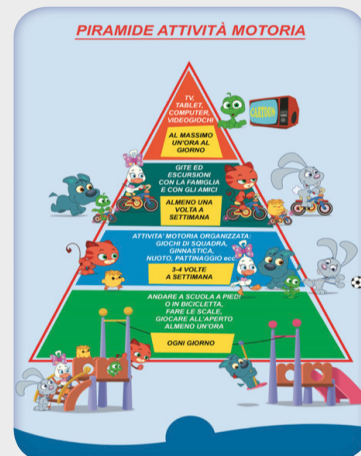 PIRAMIDE ATTIVITÀ MOTORIA
TV,
TABLET,
COMPUTER,
VIDEOGIOCHI
AL MASSIMO
UN'ORA AL
GIORNO
CARTOON
GITE ED
ESCURSIONI
CON LA FAMIGLIA
E CON GLI AMICI
ALMENO UNA
VOLTA A
SETTIMANA
ATTIVITA' MOTORIA ORGANIZZATA:
GIOCHI DI SQUADRA,
GINNASTICA,
NUOTO, PATTINAGGIO ecc.
3-4 VOLTE
A SETTIMANA
ANDARE A SCUOLA A PIEDI
O IN BICICLETTA,
FARE LE SCALE,
GIOCARE ALL'APERTO
ALMENO UN'ORA
OGNI GIORNO